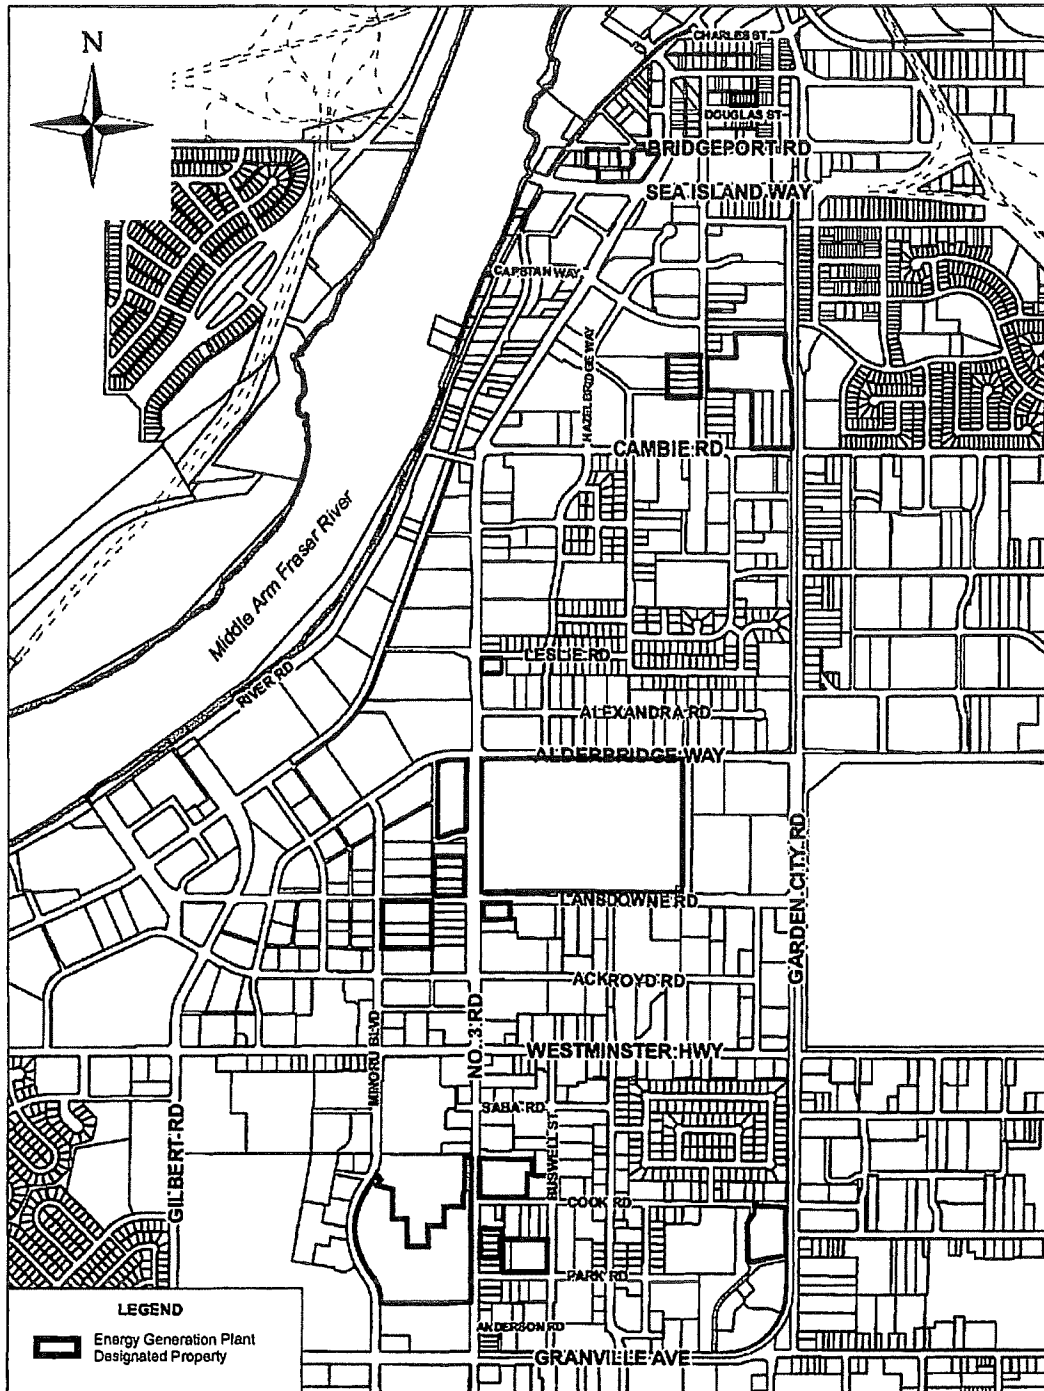 N
CHARLES ST.
DOUGLAS ST
BRIDGEPORT RD
SEA ISLAND WAY
CAPSTAN WAY
HAZELBRIDGE WAY
CAMBIE RD
Middle Arm Fraser River
LESLIE RD
RIVER RD
ALEXANDRA RD
ALDERBRIDGE WAY
GARDEN CITY RD
LANSDOWNE RD
ACKROYD RD
NO. 3 RD
MINORU BLVD
WESTMINSTER HWY
SABA RD
BUSWELL ST
GILBERT RD
COOK RD
PARK RD
ANDERSON RD
GRANVILLE AVE
LEGEND
Energy Generation Plant
Designated Property